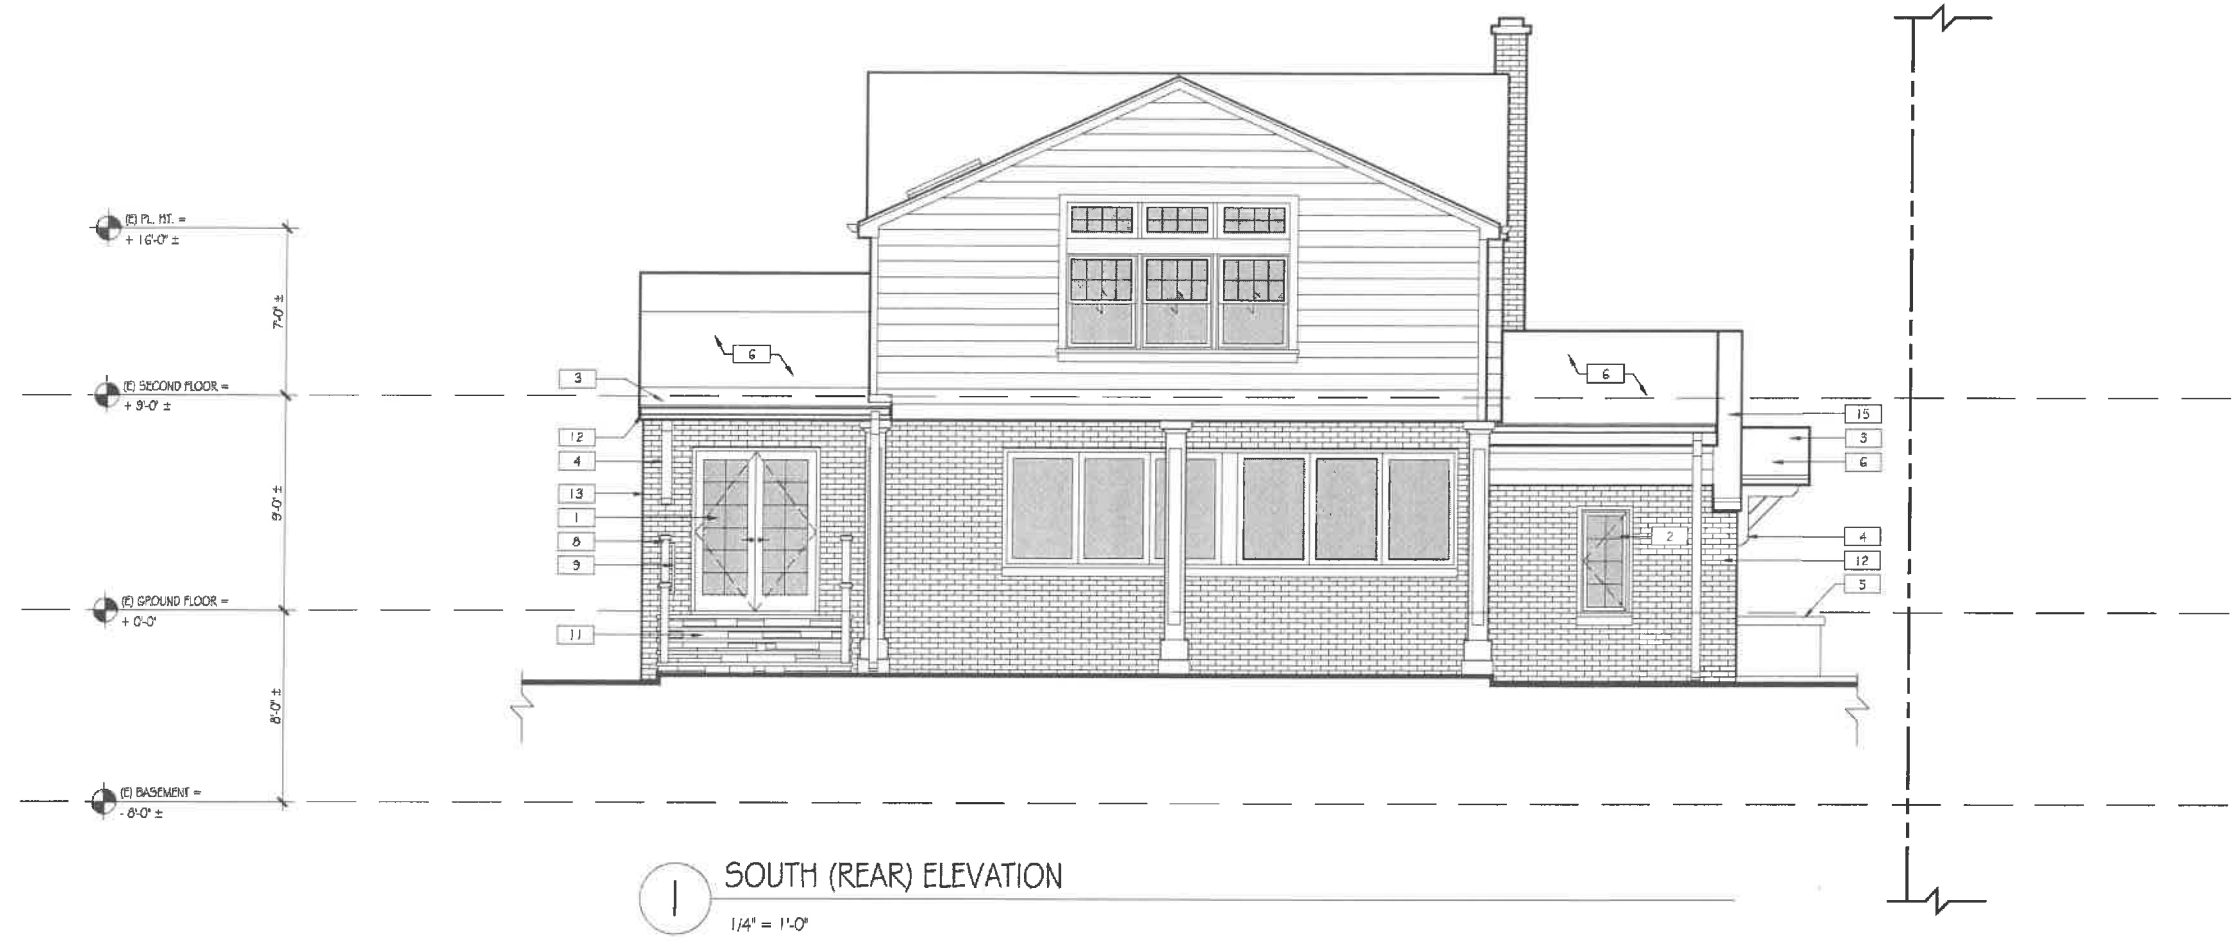 (E) PL. HT. =
+ 16'-0" ±
7'-0" ±
(E) SECOND FLOOR =
+ 9'-0" ±
9'-0" ±
(E) GROUND FLOOR =
+ 0'-0"
8'-0" ±
(E) BASEMENT =
- 8'-0" ±
6
6
3
12
4
13
1
8
9
11
2
15
3
6
4
12
5
1
SOUTH (REAR) ELEVATION
1/4" = 1'-0"